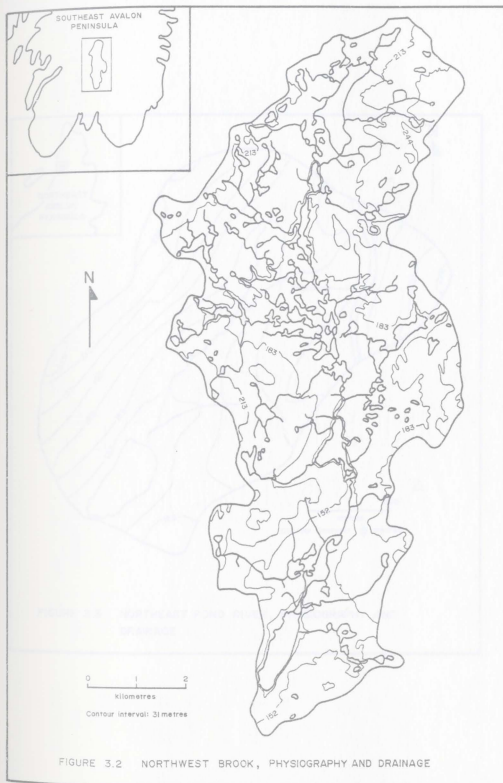 SOUTHEAST AVALON
PENINSULA
213
C244
213
N
183
183
213
183
152
0 1 2
kilometres
Contour interval: 31 metres
152
FIGURE 3.2 NORTHWEST BROOK, PHYSIOGRAPHY AND DRAINAGE